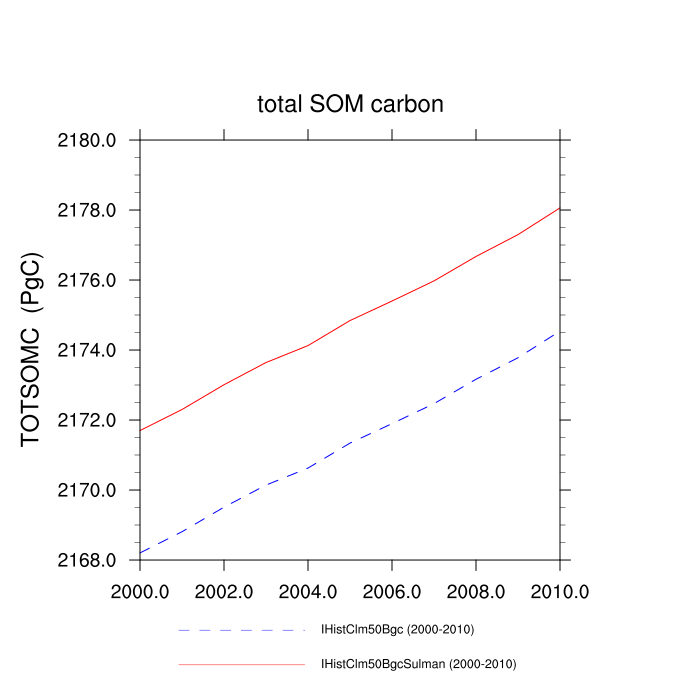 total SOM carbon
2180.0
2178.0
2176.0
2174.0
2172.0
2170.0
2168.0
TOTSOMC (PgC)
2000.0 2002.0 2004.0 2006.0 2008.0 2010.0
IHistClm50Bgc (2000-2010)
IHistClm50BgcSulman (2000-2010)